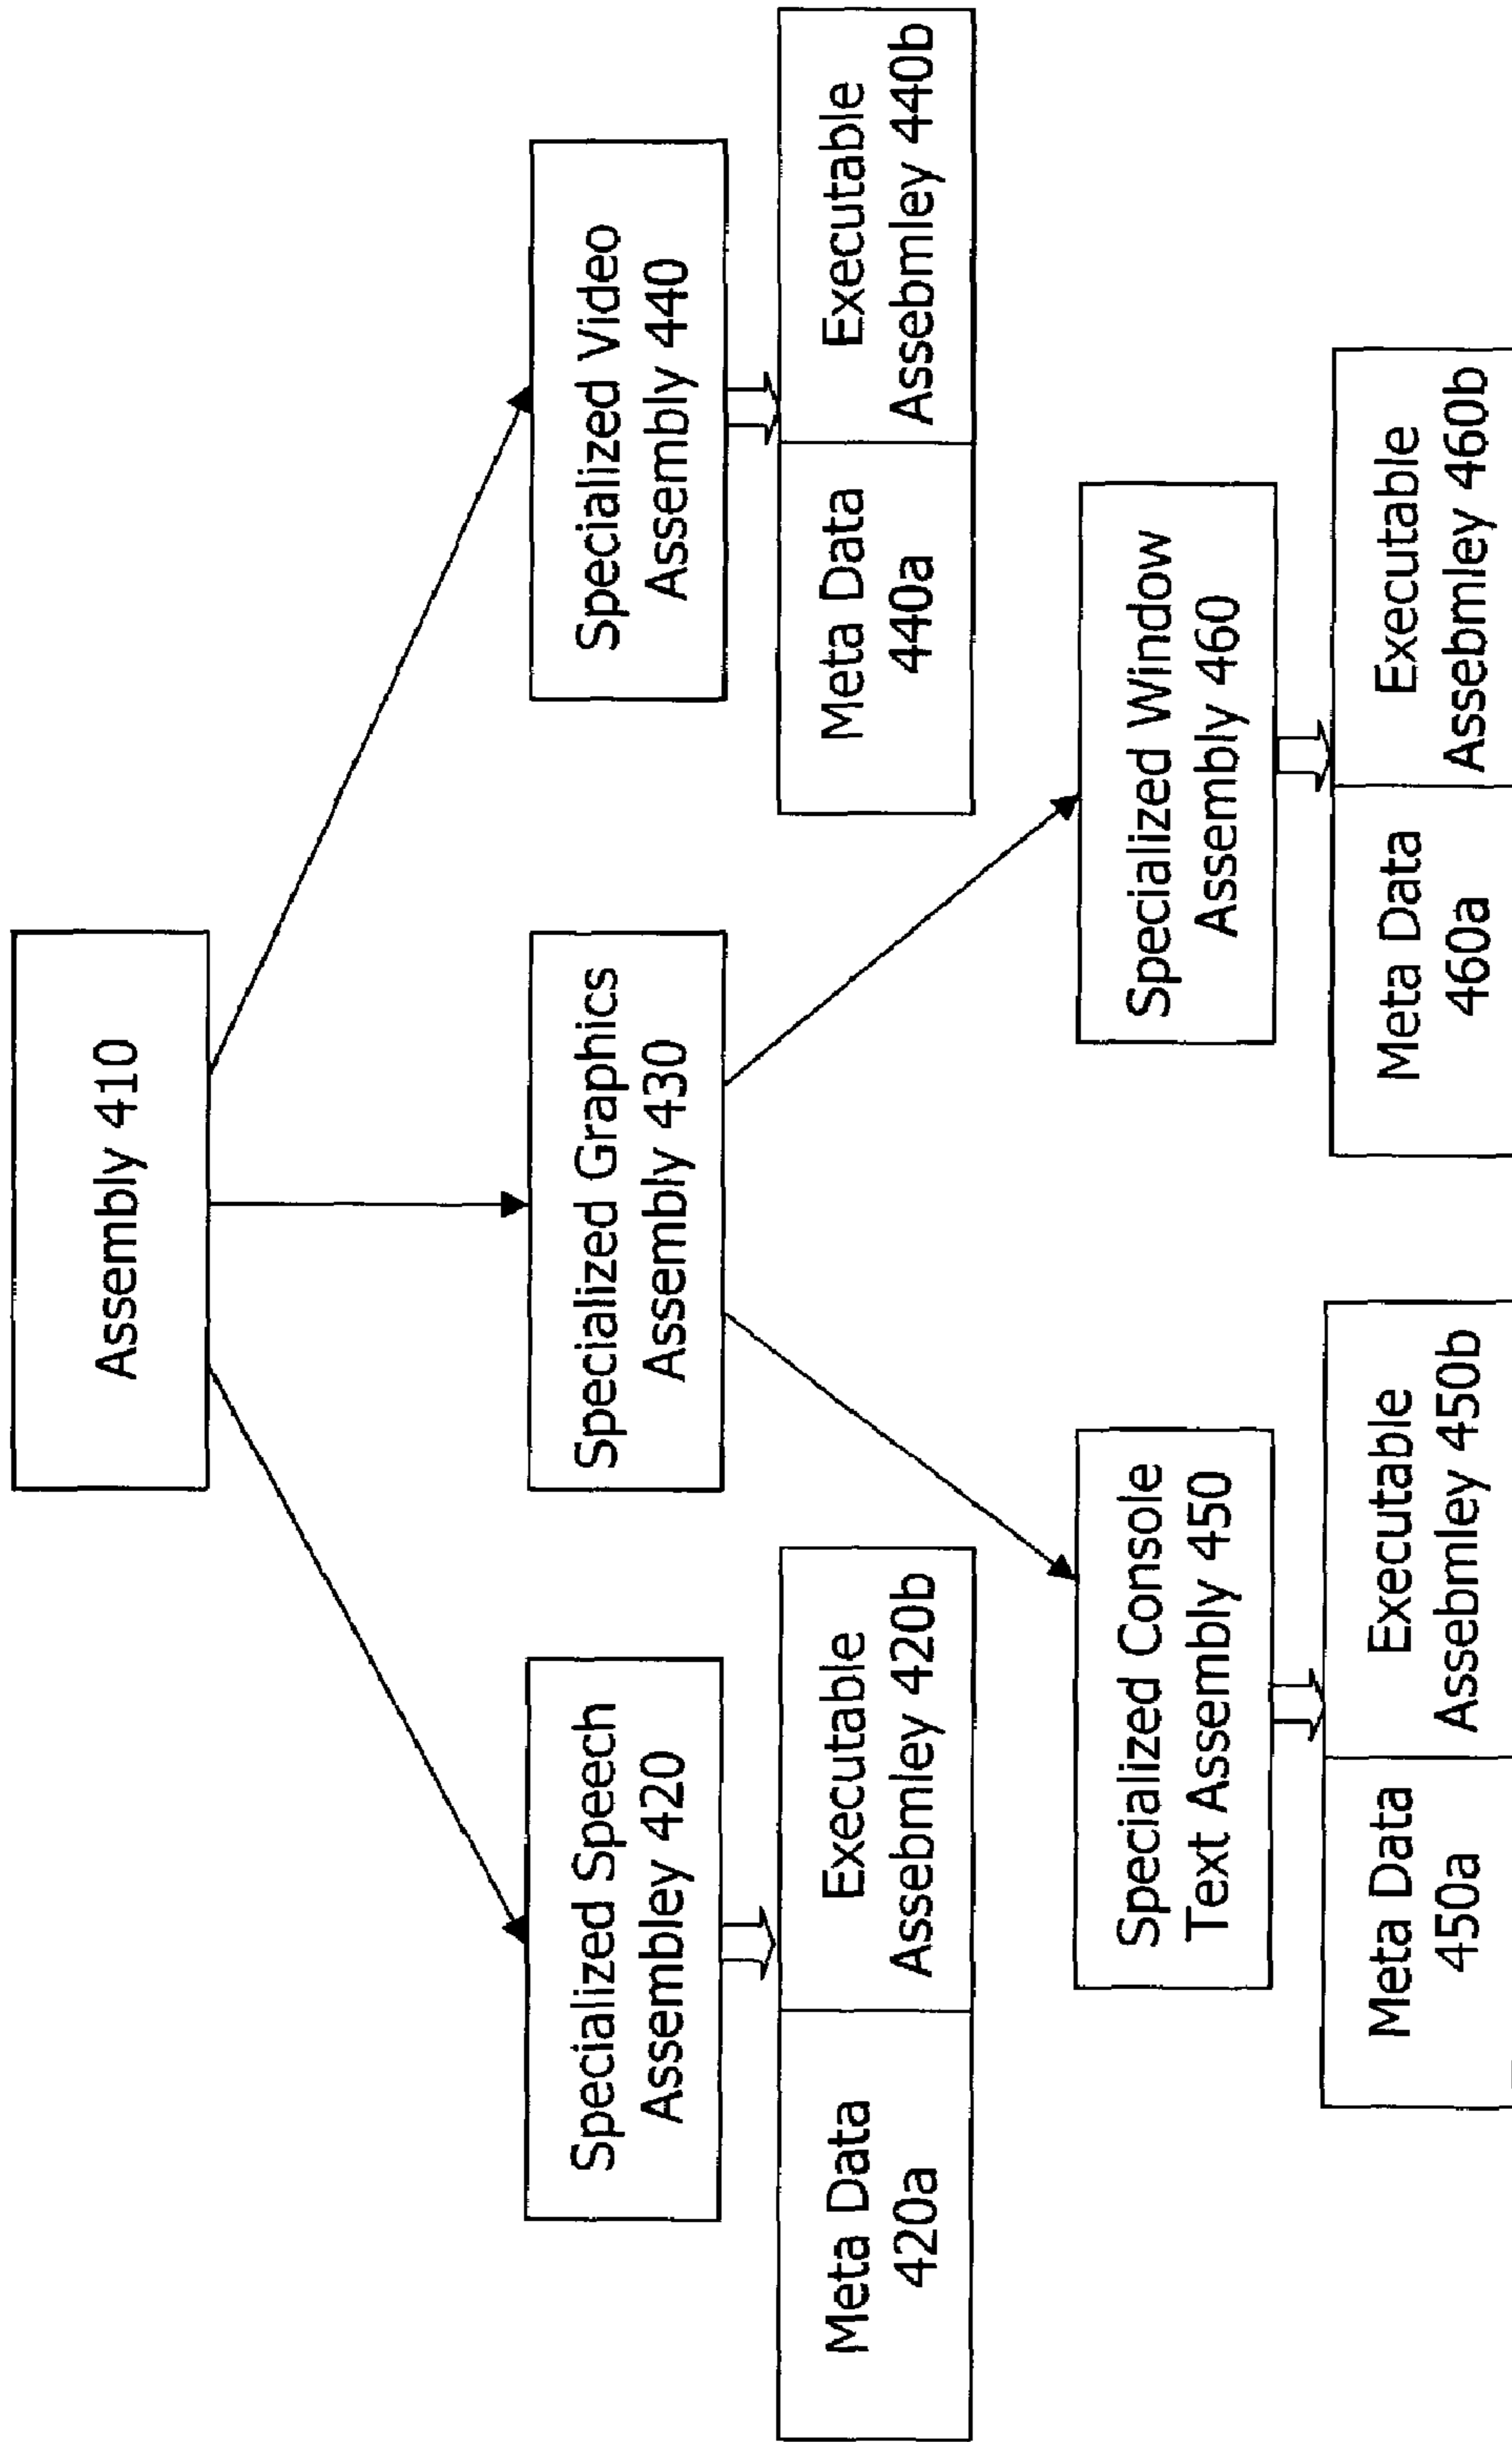 Assembly 410
Specialized Speech
Assembley 420
Specialized Graphics
Assembly 430
Specialized Video
Assembly 440
Meta Data
420a
Executable
Assebmley 420b
Meta Data
440a
Executable
Assebmley 440b
Specialized Console
Text Assembly 450
Specialized Window
Assembly 460
Meta Data
450a
Executable
Assebmley 450b
Meta Data
460a
Executable
Assebmley 460b